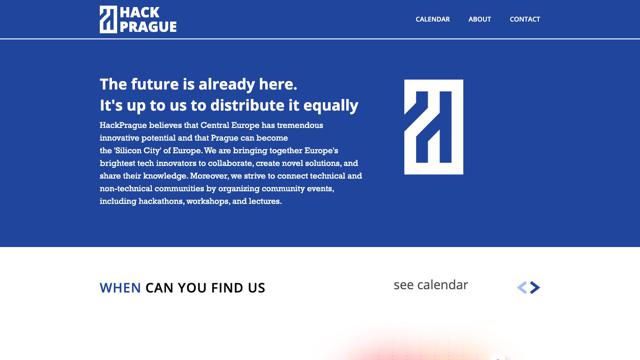 HACK
PRAGUE
CALENDAR ABOUT CONTACT
The future is already here.
It's up to us to distribute it equally
HackPrague believes that Central Europe has tremendous
innovative potential and that Prague can become
the 'Silicon City' of Europe. We are bringing together Europe's
brightest tech innovators to collaborate, create novel solutions, and
share their knowledge. Moreover, we strive to connect technical and
non-technical communities by organizing community events,
including hackathons, workshops, and lectures.
WHEN CAN YOU FIND US
see calendar